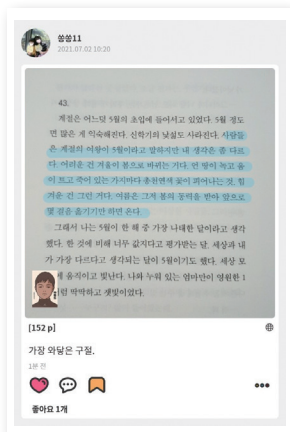 쏭쏭11
2021.07.02 10:20
43.
계절은 어느덧 5월의 초입에 들어서고 있었다. 5월 정도
면 많은 게 익숙해진다. 신학기의 낯섦도 사라진다. 사람들
은 계절의 여왕이 5월이라고 말하지만 내 생각은 좀 다르
다. 어려운 건 겨울이 봄으로 바뀌는 거다. 언 땅이 녹고 움
이 트고 죽어 있는 가지마다 총천연색 꽃이 피어나는 것. 힘
겨운 건 그런 거다. 여름은 그저 봄의 동력을 받아 앞으로
몇 걸음 옮기기만 하면 온다.
그래서 나는 5월이 한 해 중 가장 나태한 달이라고 생각
했다. 한 것에 비해 너무 값지다고 평가받는 달. 세상과 내
가 가장 다르다고 생각되는 달이 5월이기도 했다. 세상 모
움직이고 빛난다. 나와 누워 있는 엄마만이 영원한 1
럼 딱딱하고 잿빛이었다.
[152 p]
가장 와닿은 구절.
1분 전
좋아요 1개